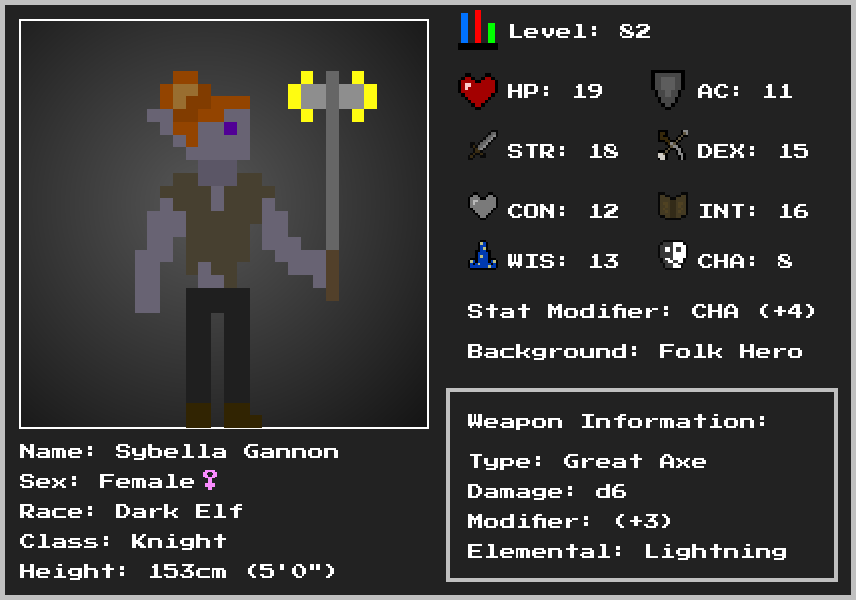 Level: 82
HP: 19
AC: 11
STR: 18
DEX: 15
CON: 12
INT: 16
WIS: 13
CHA: 8
Stat Modifier: CHA (+4)
Background: Folk Hero
Weapon Information:
Type: Great Axe
Damage: d6
Modifier: (+3)
Elemental: Lightning
Name: Sybella Gannon
Sex: Female♀
Race: Dark Elf
Class: Knight
Height: 153cm (5'0")